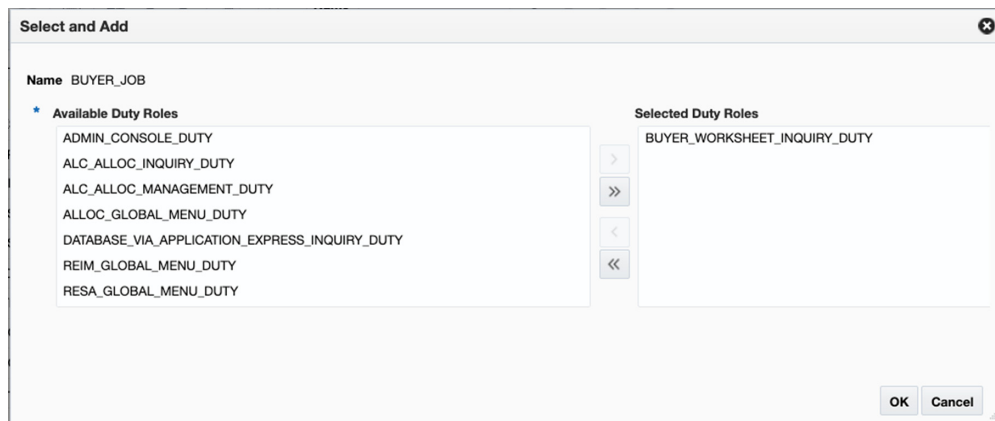 Select and Add
Name BUYER_JOB
* Available Duty Roles
Selected Duty Roles
ADMIN_CONSOLE_DUTY
ALC_ALLOC_INQUIRY_DUTY
ALC_ALLOC_MANAGEMENT_DUTY
ALLOC_GLOBAL_MENU_DUTY
DATABASE_VIA_APPLICATION_EXPRESS_INQUIRY_DUTY
REIM_GLOBAL_MENU_DUTY
RESA_GLOBAL_MENU_DUTY
BUYER_WORKSHEET_INQUIRY_DUTY
OK Cancel